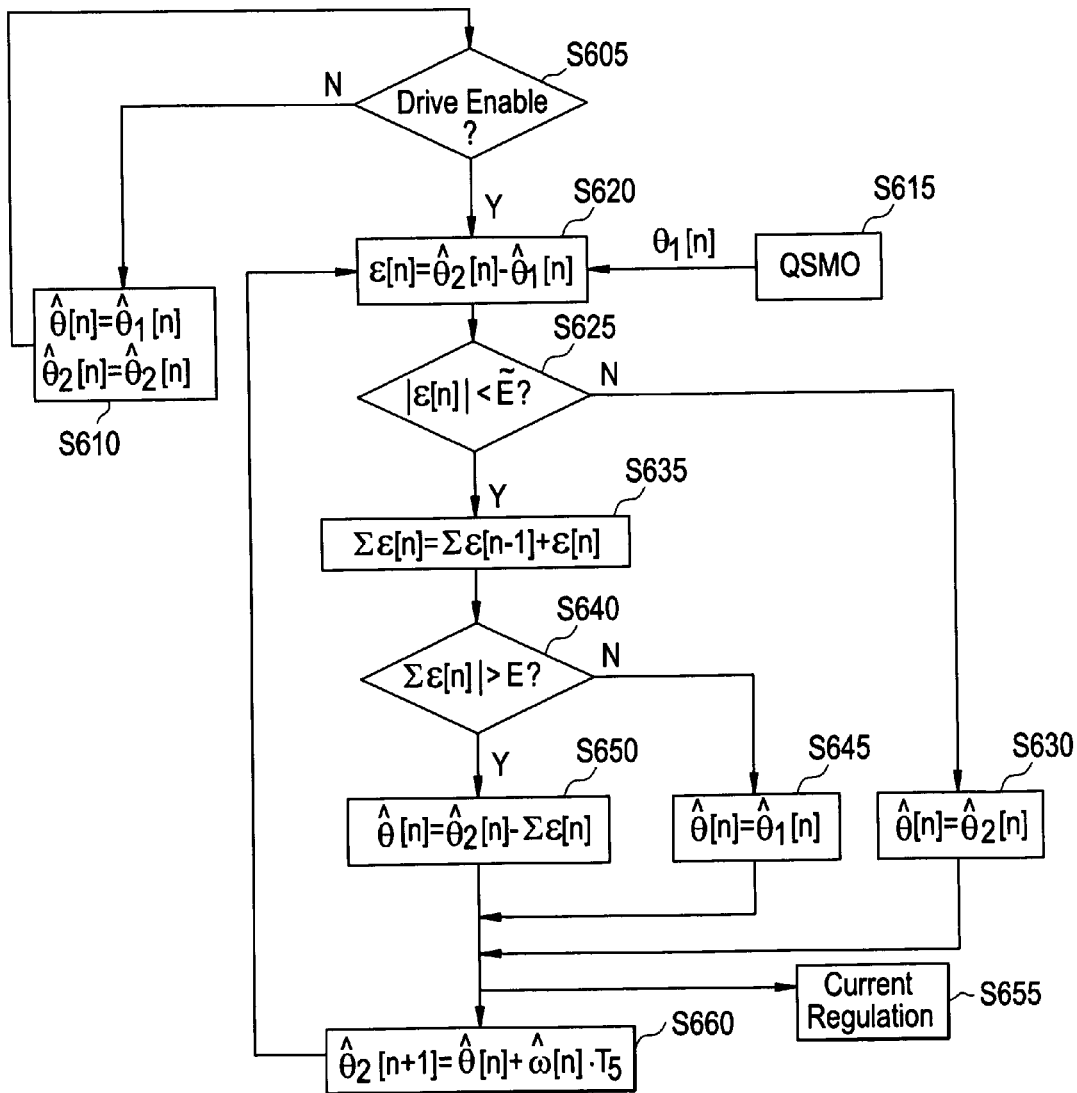 S605
N
Drive Enable
?
Y
S620
S615
ε[n]=θ̂₂[n]-θ̂₁[n]
θ₁[n]
QSMO
θ̂[n]=θ̂₁[n]
θ̂₂[n]=θ̂₂[n]
S610
S625
|ε[n]|<Ẽ?
N
Y
S635
Σε[n]=Σε[n-1]+ε[n]
S640
Σε[n]|>E?
N
Y
S650
S645
S630
θ̂[n]=θ̂₂[n]-Σε[n]
θ̂[n]=θ̂₁[n]
θ̂[n]=θ̂₂[n]
Current
Regulation
S655
S660
θ̂₂[n+1]=θ̂[n]+ω̂[n]·T₅